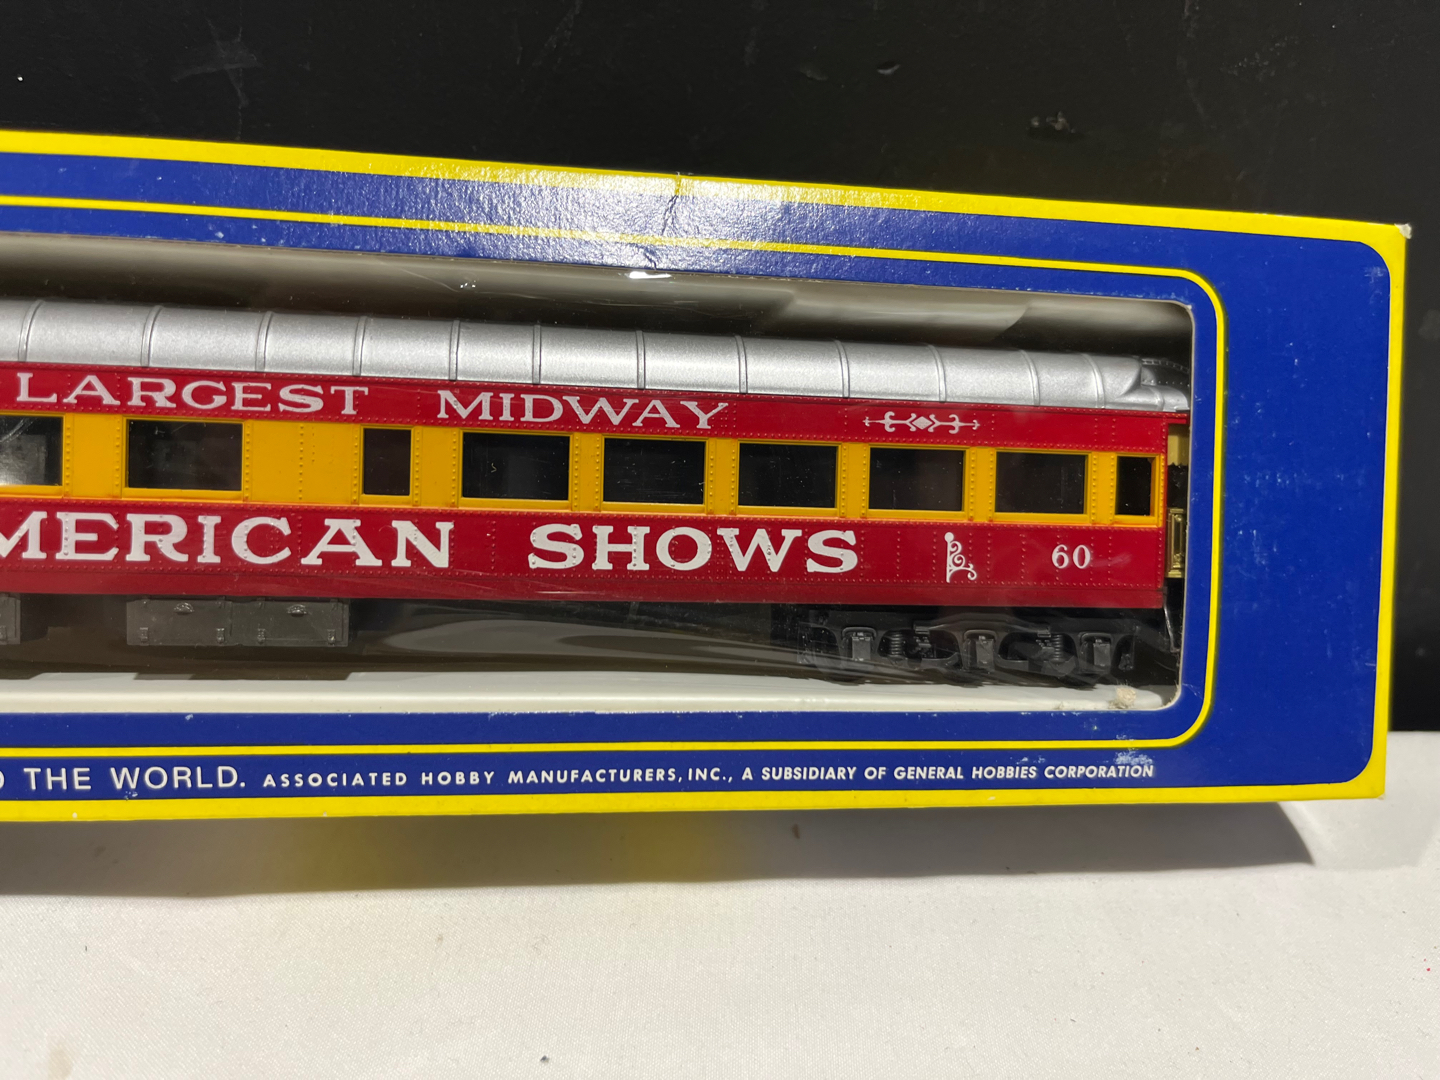 LARGEST MIDWAY
MERICAN SHOWS 60
THE WORLD. ASSOCIATED HOBBY MANUFACTURERS, INC., A SUBSIDIARY OF GENERAL HOBBIES CORPORATION